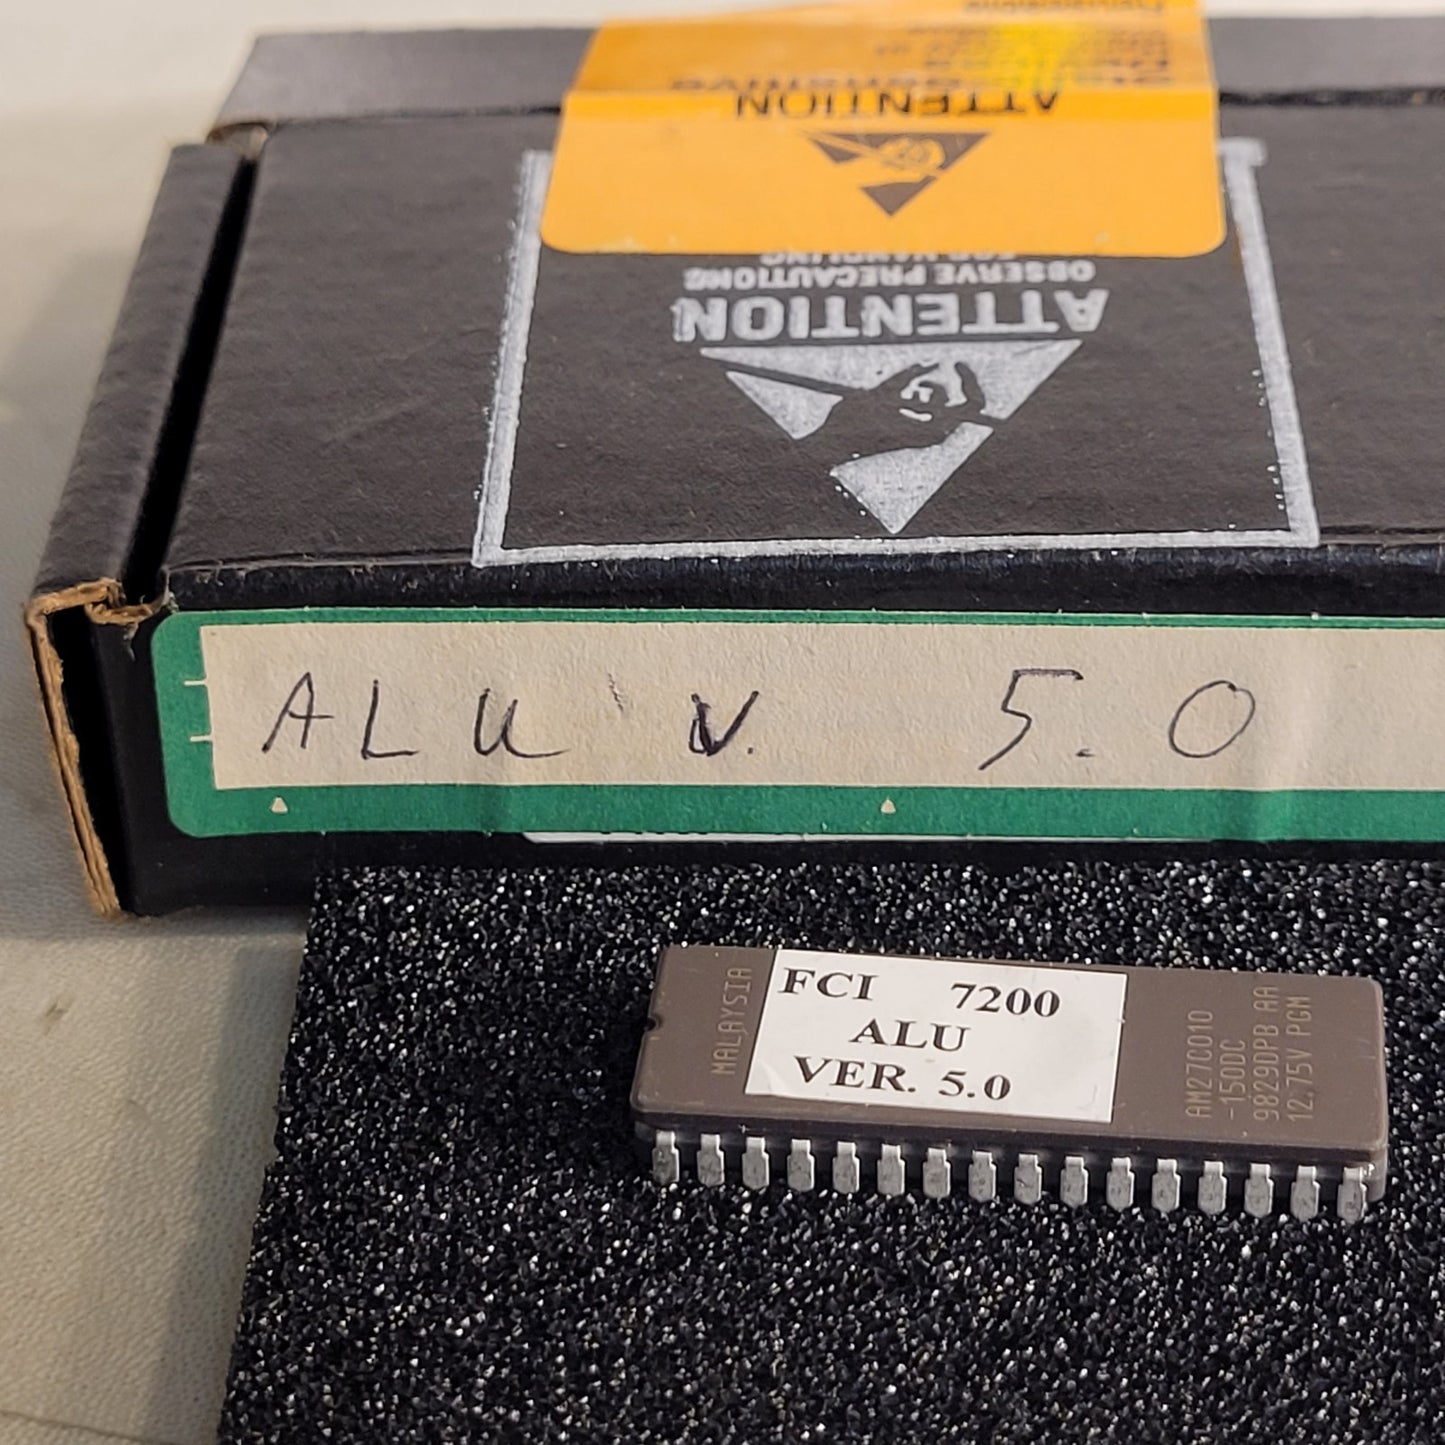 ATTENTION
ATTENTION
OBSERVE PRECAUTIONS
FOR HANDLING
ALU V. 5.0
MALAYSIA
FCI 7200
ALU
VER. 5.0
AM27C010
-150DC
9829DPB AA
12.75V PGM